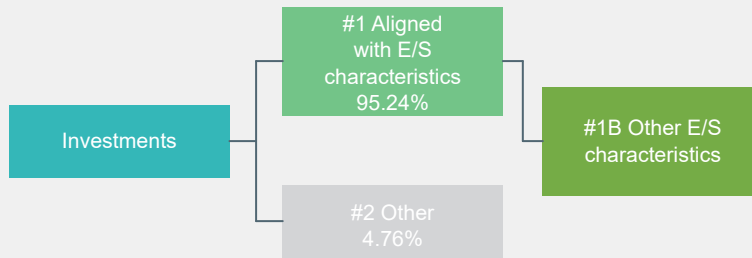 Investments
#1 Aligned
with E/S
characteristics
95.24%
#2 Other
4.76%
#1B Other E/S
characteristics